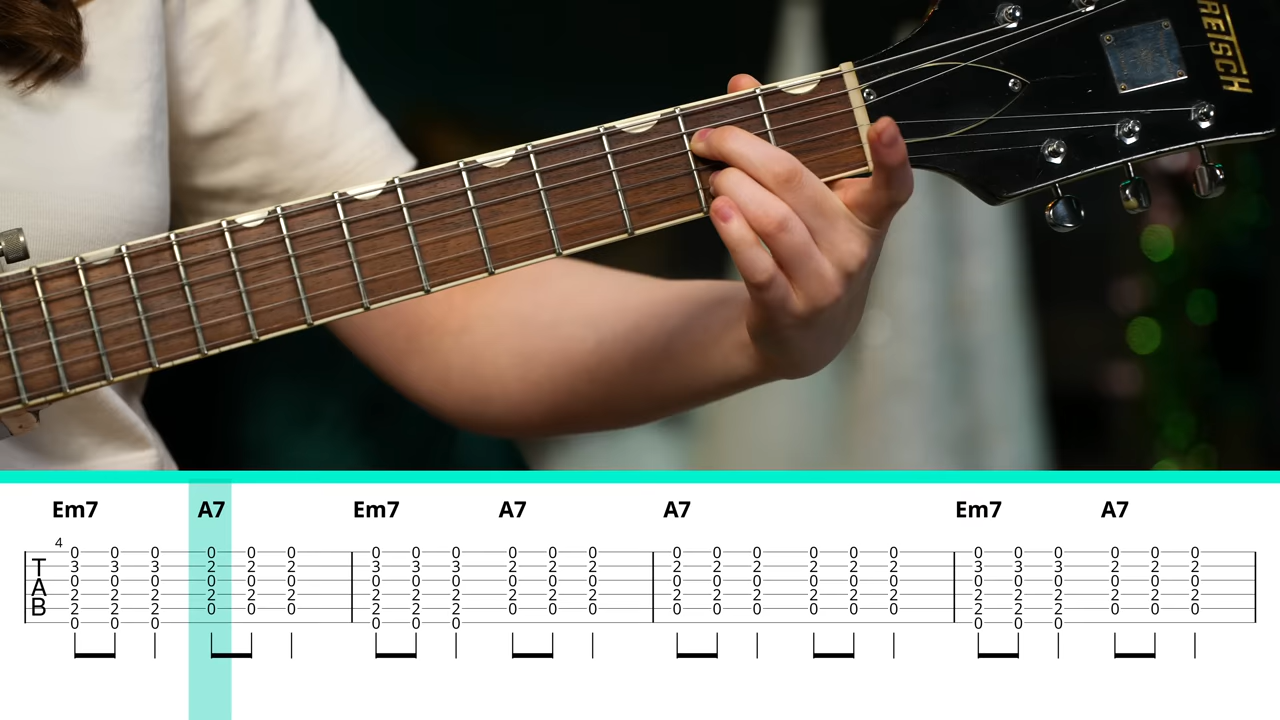 RETSCH
Em7 A7 Em7 A7 A7 Em7 A7
4
0 0 0 0 0 0 0 0 0 0 0 0 0 0 0 0 0 0 0 0 0 0 0 0
T 3 3 3 2 2 2 3 3 3 2 2 2 2 2 2 2 2 2 3 3 3 2 2 2
0 0 0 0 0 0 0 0 0 0 0 0 0 0 0 0 0 0 0 0 0 0 0 0
A 2 2 2 2 2 2 2 2 2 2 2 2 2 2 2 2 2 2 2 2 2 2 2 2
B 2 2 2 0 0 0 2 2 2 0 0 0 0 0 0 0 0 0 2 2 2 0 0 0
0 0 0 0 0 0 0 0 0